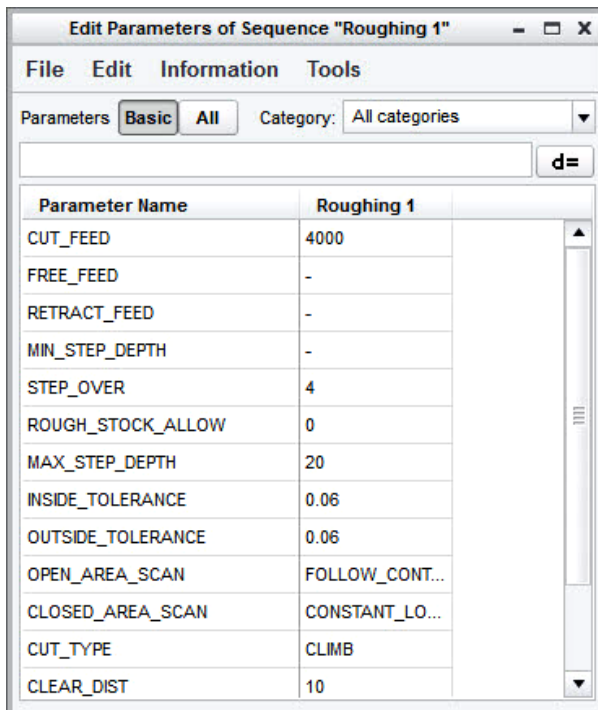 Edit Parameters of Sequence "Roughing 1"
File Edit Information Tools
Parameters Basic All Category: All categories
d=
Parameter Name Roughing 1
CUT_FEED 4000
FREE_FEED -
RETRACT_FEED -
MIN_STEP_DEPTH -
STEP_OVER 4
ROUGH_STOCK_ALLOW 0
MAX_STEP_DEPTH 20
INSIDE_TOLERANCE 0.06
OUTSIDE_TOLERANCE 0.06
OPEN_AREA_SCAN FOLLOW_CONT...
CLOSED_AREA_SCAN CONSTANT_LO...
CUT_TYPE CLIMB
CLEAR_DIST 10